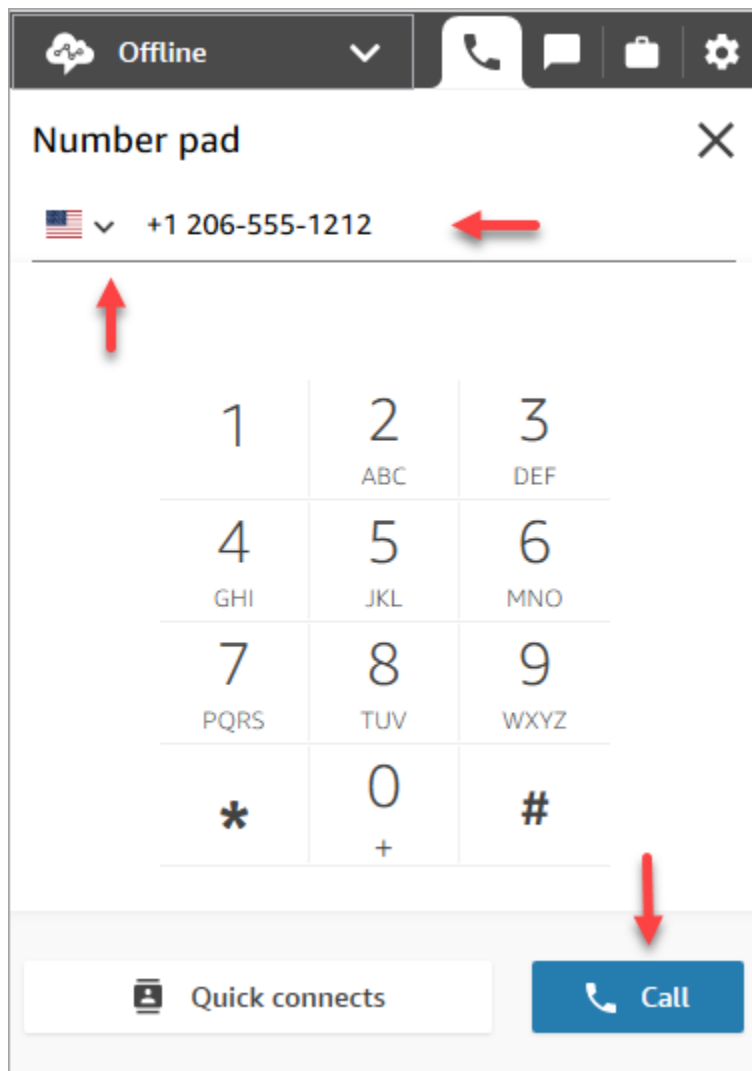 Offline
Number pad
+1 206-555-1212
1 2 3
ABC DEF
4 5 6
GHI JKL MNO
7 8 9
PQRS TUV WXYZ
* 0 #
+
Quick connects Call